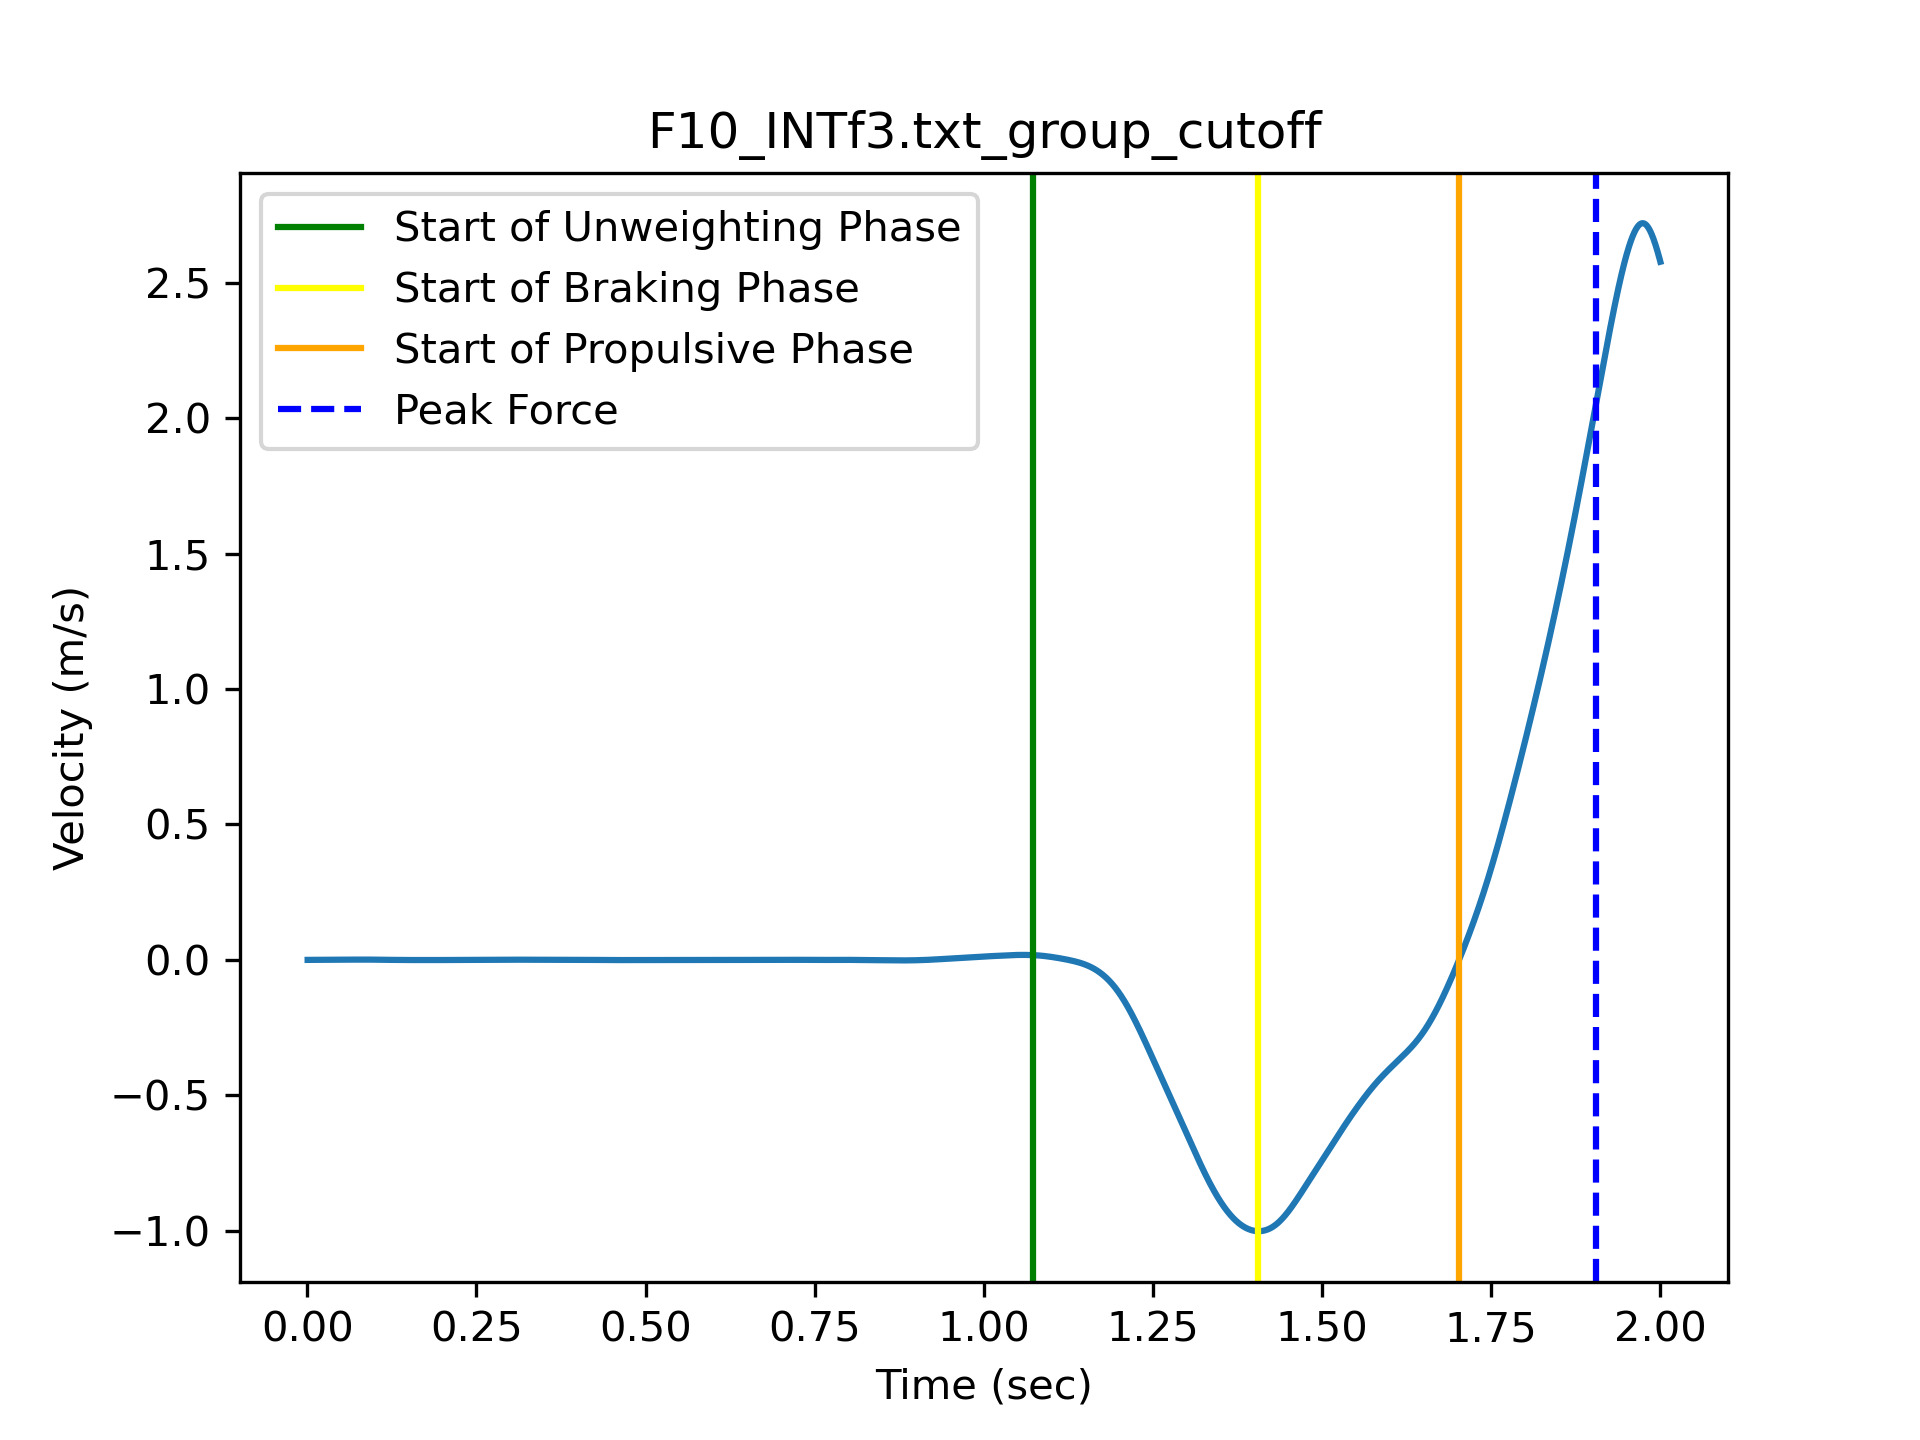 F10_INTf3.txt_group_cutoff
Start of Unweighting Phase
Start of Braking Phase
Start of Propulsive Phase
Peak Force
Velocity (m/s)
2.5
2.0
1.5
1.0
0.5
0.0
−0.5
−1.0
0.00 0.25 0.50 0.75 1.00 1.25 1.50 1.75 2.00
Time (sec)